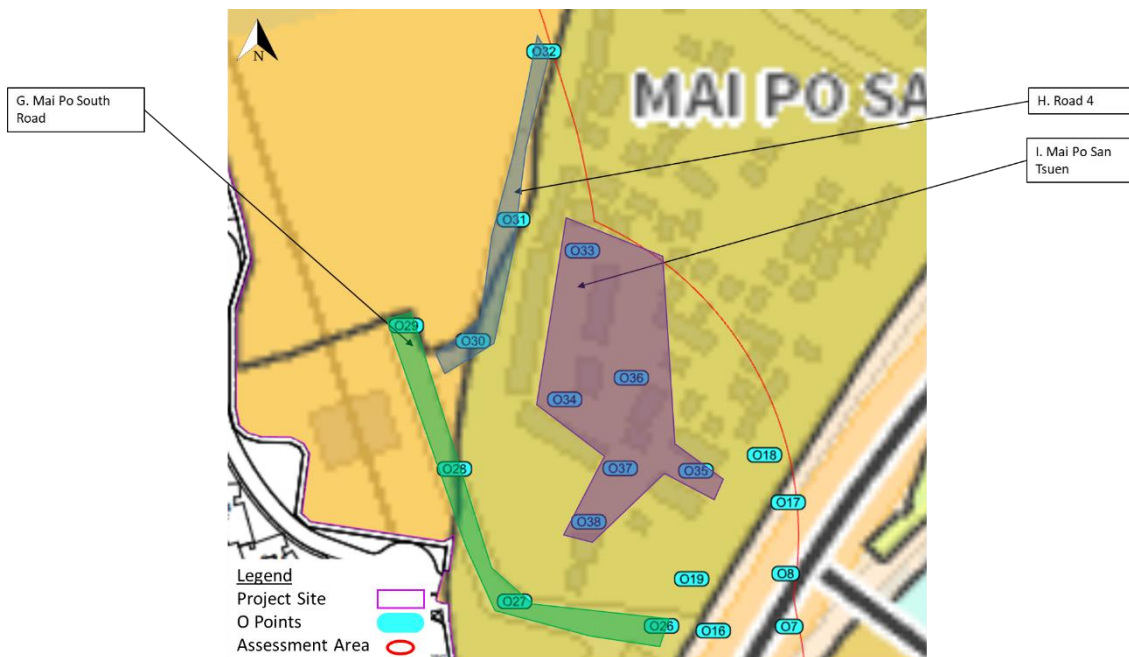 N
O32
MAI PO SA
G. Mai Po South
Road
H. Road 4
I. Mai Po San
Tsuen
O31
O33
O29
O30
O36
O34
O18
O28
O37
O35
O17
O38
O8
O19
Legend
Project Site
O27
O Points
O26
O16
O7
Assessment Area